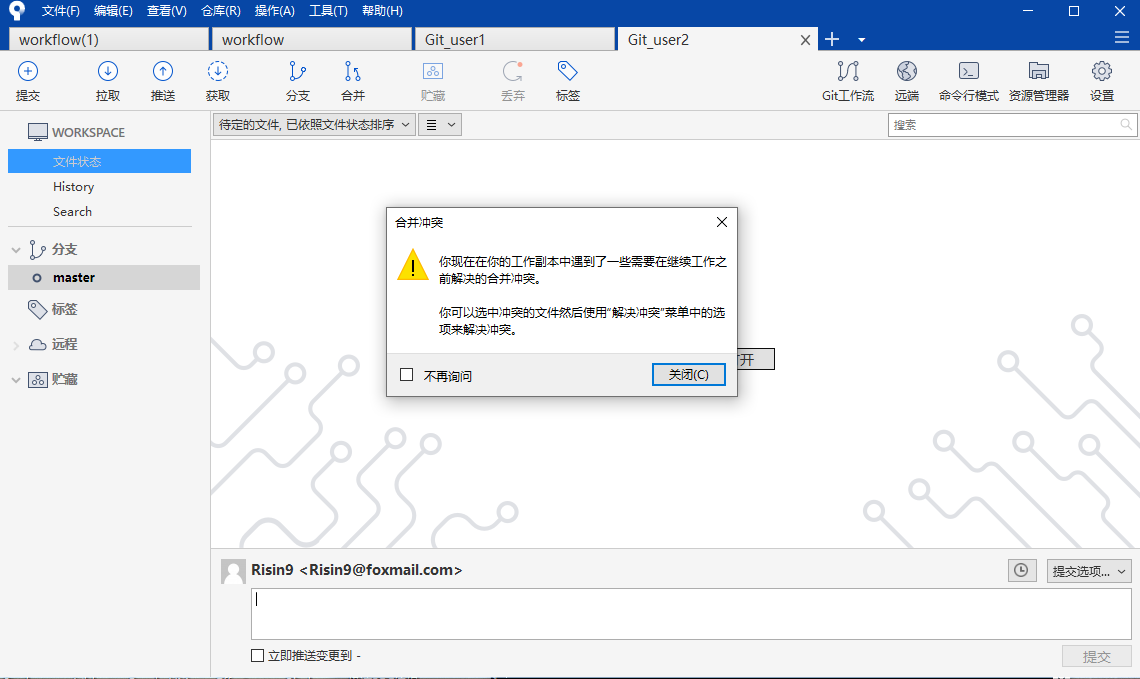 文件(F) 编辑(E) 查看(V) 仓库(R) 操作(A) 工具(T) 帮助(H)
workflow(1) workflow Git_user1 Git_user2
提交 拉取 推送 获取 分支 合并 贮藏 丢弃 标签 Git工作流 远端 命令行模式 资源管理器 设置
WORKSPACE
待定的文件, 已依照文件状态排序
搜索
文件状态
History
Search
分支
master
标签
远程
贮藏
合并冲突
你现在在你的工作副本中遇到了一些需要在继续工作之
前解决的合并冲突。
你可以选中冲突的文件然后使用“解决冲突”菜单中的选
项来解决冲突。
不再询问
关闭(C)
开
Risin9 <Risin9@foxmail.com>
提交选项...
立即推送变更到 -
提交